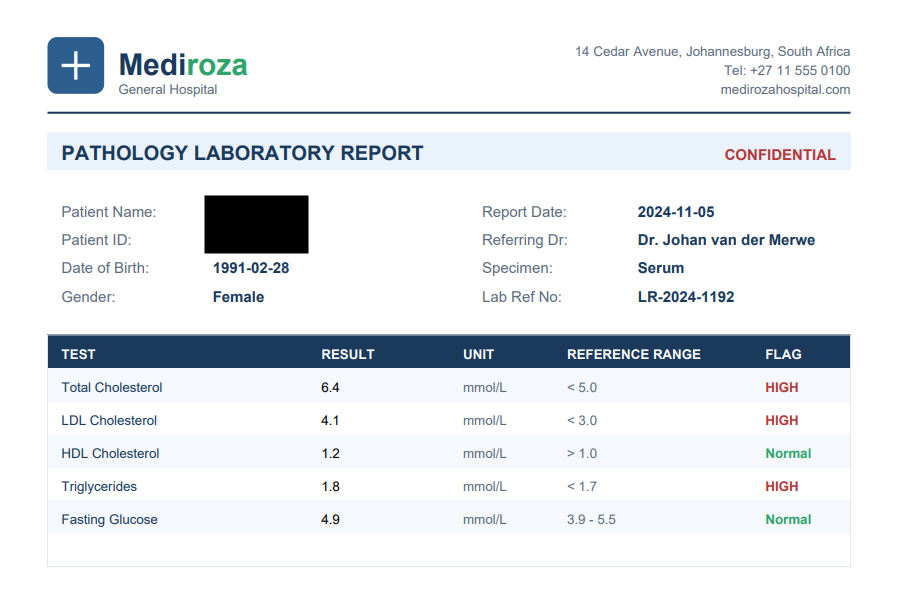 Mediroza
General Hospital
14 Cedar Avenue, Johannesburg, South Africa
Tel: +27 11 555 0100
medirozahospital.com
PATHOLOGY LABORATORY REPORT CONFIDENTIAL
Patient Name: Report Date: 2024-11-05
Patient ID: Referring Dr: Dr. Johan van der Merwe
Date of Birth: 1991-02-28 Specimen: Serum
Gender: Female Lab Ref No: LR-2024-1192
TEST RESULT UNIT REFERENCE RANGE FLAG
Total Cholesterol 6.4 mmol/L < 5.0 HIGH
LDL Cholesterol 4.1 mmol/L < 3.0 HIGH
HDL Cholesterol 1.2 mmol/L > 1.0 Normal
Triglycerides 1.8 mmol/L < 1.7 HIGH
Fasting Glucose 4.9 mmol/L 3.9 - 5.5 Normal